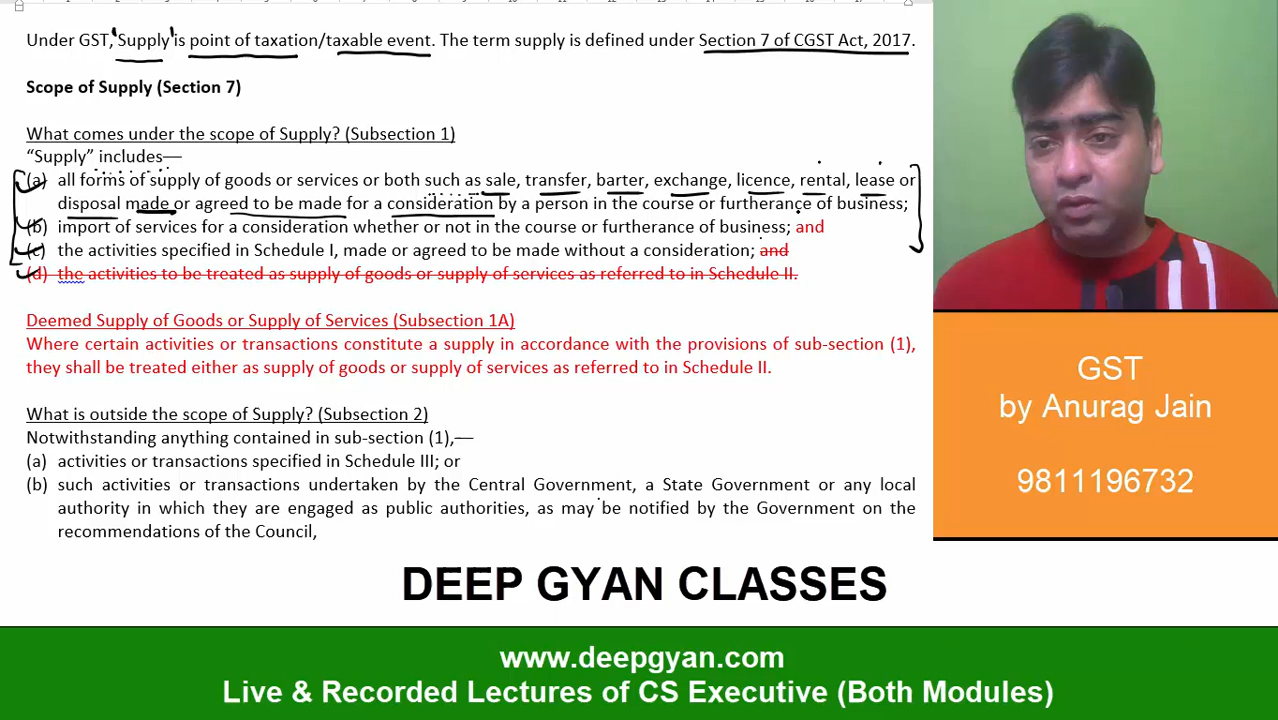 Under GST, 'Supply' is point of taxation/taxable event. The term supply is defined under Section 7 of CGST Act, 2017.
Scope of Supply (Section 7)
What comes under the scope of Supply? (Subsection 1)
“Supply” includes—
(a) all forms of supply of goods or services or both such as sale, transfer, barter, exchange, licence, rental, lease or
disposal made or agreed to be made for a consideration by a person in the course or furtherance of business;
(b) import of services for a consideration whether or not in the course or furtherance of business; and
(c) the activities specified in Schedule I, made or agreed to be made without a consideration; and
(d) the activities to be treated as supply of goods or supply of services as referred to in Schedule II.
Deemed Supply of Goods or Supply of Services (Subsection 1A)
Where certain activities or transactions constitute a supply in accordance with the provisions of sub-section (1),
they shall be treated either as supply of goods or supply of services as referred to in Schedule II.
What is outside the scope of Supply? (Subsection 2)
Notwithstanding anything contained in sub-section (1),—
(a) activities or transactions specified in Schedule III; or
(b) such activities or transactions undertaken by the Central Government, a State Government or any local
authority in which they are engaged as public authorities, as may be notified by the Government on the
recommendations of the Council,
GST
by Anurag Jain
9811196732
DEEP GYAN CLASSES
www.deepgyan.com
Live & Recorded Lectures of CS Executive (Both Modules)